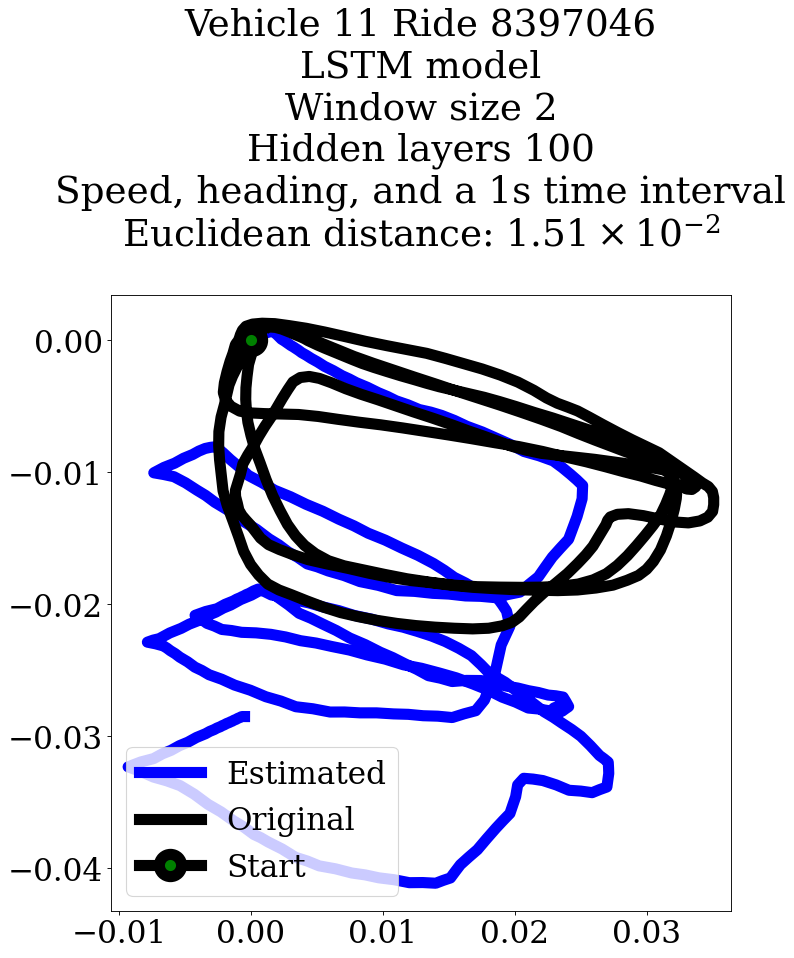 Vehicle 11 Ride 8397046
LSTM model
Window size 2
Hidden layers 100
Speed, heading, and a 1s time interval
Euclidean distance: 1.51 × 10⁻²
0.00
−0.01
−0.02
−0.03
−0.04
Estimated
Original
Start
−0.01 0.00 0.01 0.02 0.03